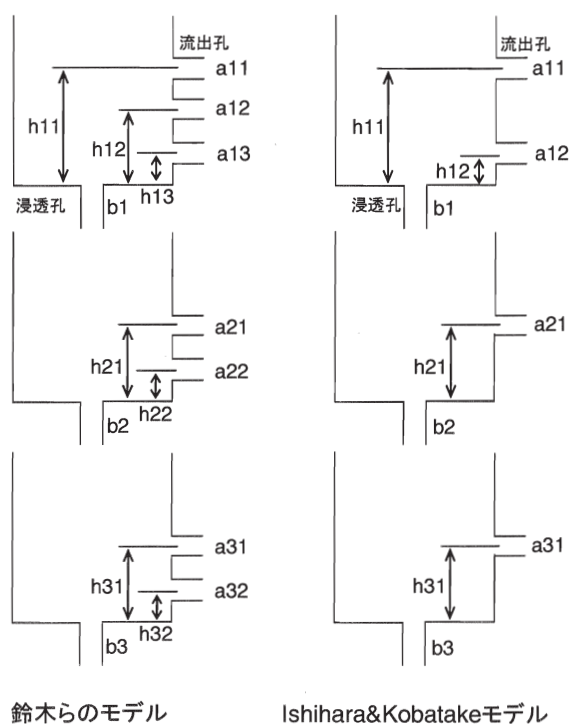 流出孔
a11
a12
a13
h11
h12
h13
浸透孔
b1
a21
a22
h21
h22
b2
a31
a32
h31
h32
b3
鈴木らのモデル
流出孔
a11
a12
h11
h12
浸透孔
b1
a21
h21
b2
a31
h31
b3
Ishihara&Kobatakeモデル